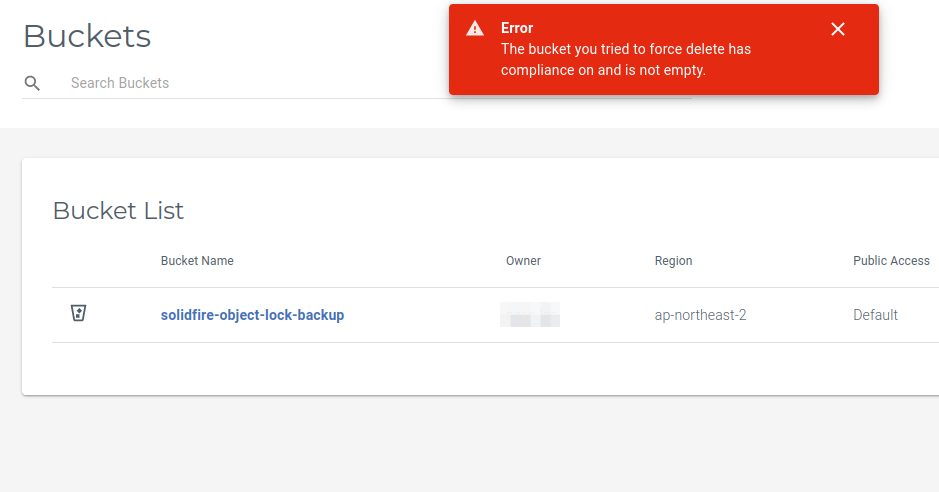 Buckets
Error
The bucket you tried to force delete has
compliance on and is not empty.
Search Buckets
Bucket List
Bucket Name Owner Region Public Access
solidfire-object-lock-backup ap-northeast-2 Default